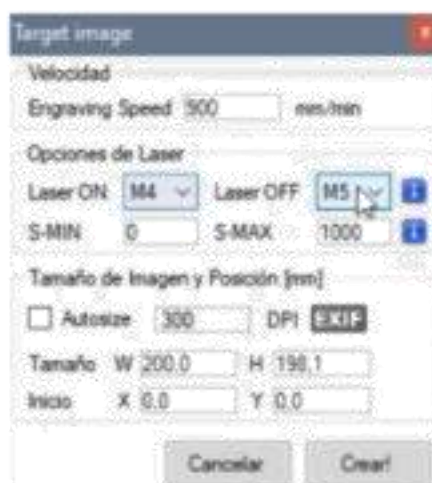 Target image
Velocidad
Engraving Speed 900 mm/min
Opciones de Laser
Laser ON M4 Laser OFF M5
S-MIN 0 S-MAX 1000
Tamaño de Imagen y Posición [mm]
Autosize 300 DPI EXIF
Tamaño W 200.0 H 198,1
Inicio X 0.0 Y 0.0
Cancelar Crear!